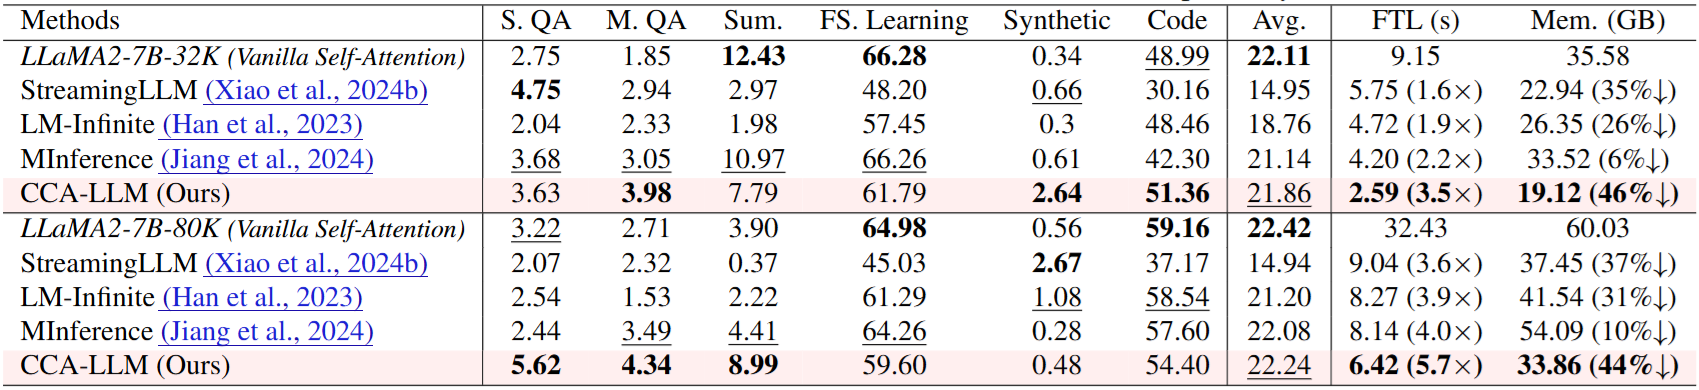 Methods S. QA M. QA Sum. FS. Learning Synthetic Code Avg. FTL (s) Mem. (GB)
LLaMA2-7B-32K (Vanilla Self-Attention) 2.75 1.85 12.43 66.28 0.34 48.99 22.11 9.15 35.58
StreamingLLM (Xiao et al., 2024b) 4.75 2.94 2.97 48.20 0.66 30.16 14.95 5.75 (1.6×) 22.94 (35%↓)
LM-Infinite (Han et al., 2023) 2.04 2.33 1.98 57.45 0.3 48.46 18.76 4.72 (1.9×) 26.35 (26%↓)
MInference (Jiang et al., 2024) 3.68 3.05 10.97 66.26 0.61 42.30 21.14 4.20 (2.2×) 33.52 (6%↓)
CCA-LLM (Ours) 3.63 3.98 7.79 61.79 2.64 51.36 21.86 2.59 (3.5×) 19.12 (46%↓)
LLaMA2-7B-80K (Vanilla Self-Attention) 3.22 2.71 3.90 64.98 0.56 59.16 22.42 32.43 60.03
StreamingLLM (Xiao et al., 2024b) 2.07 2.32 0.37 45.03 2.67 37.17 14.94 9.04 (3.6×) 37.45 (37%↓)
LM-Infinite (Han et al., 2023) 2.54 1.53 2.22 61.29 1.08 58.54 21.20 8.27 (3.9×) 41.54 (31%↓)
MInference (Jiang et al., 2024) 2.44 3.49 4.41 64.26 0.28 57.60 22.08 8.14 (4.0×) 54.09 (10%↓)
CCA-LLM (Ours) 5.62 4.34 8.99 59.60 0.48 54.40 22.24 6.42 (5.7×) 33.86 (44%↓)